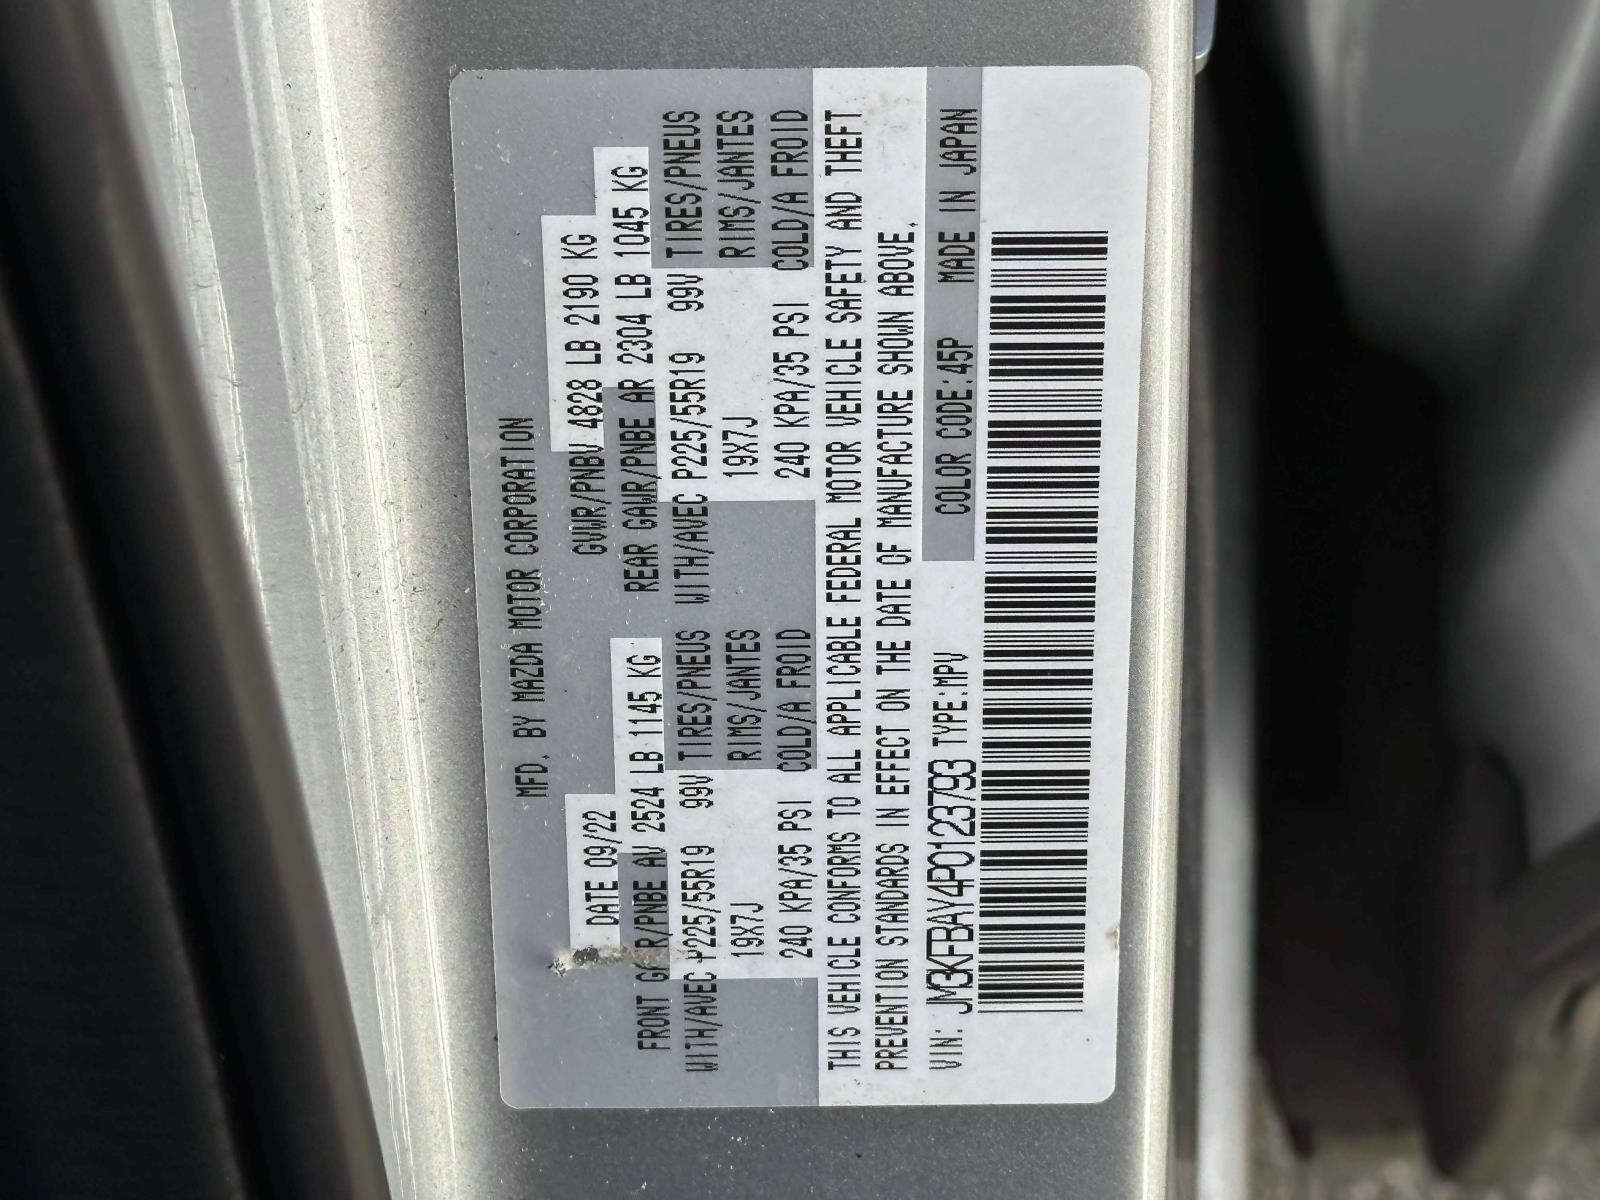 MFD. BY MAZDA MOTOR CORPORATION
DATE 09/22 GVWR/PNBV 4828 LB 2190 KG
FRONT GAWR/PNBE AV 2524 LB 1145 KG REAR GAWR/PNBE AR 2304 LB 1045 KG
WITH/AVEC P225/55R19 99V TIRES/PNEUS WITH/AVEC P225/55R19 99V TIRES/PNEUS
19X7J RIMS/JANTES 19X7J RIMS/JANTES
240 KPA/35 PSI COLD/A FROID 240 KPA/35 PSI COLD/A FROID
THIS VEHICLE CONFORMS TO ALL APPLICABLE FEDERAL MOTOR VEHICLE SAFETY AND THEFT
PREVENTION STANDARDS IN EFFECT ON THE DATE OF MANUFACTURE SHOWN ABOVE.
VIN: JM3KFBAY4P0123793 TYPE:MPV COLOR CODE:45P MADE IN JAPAN